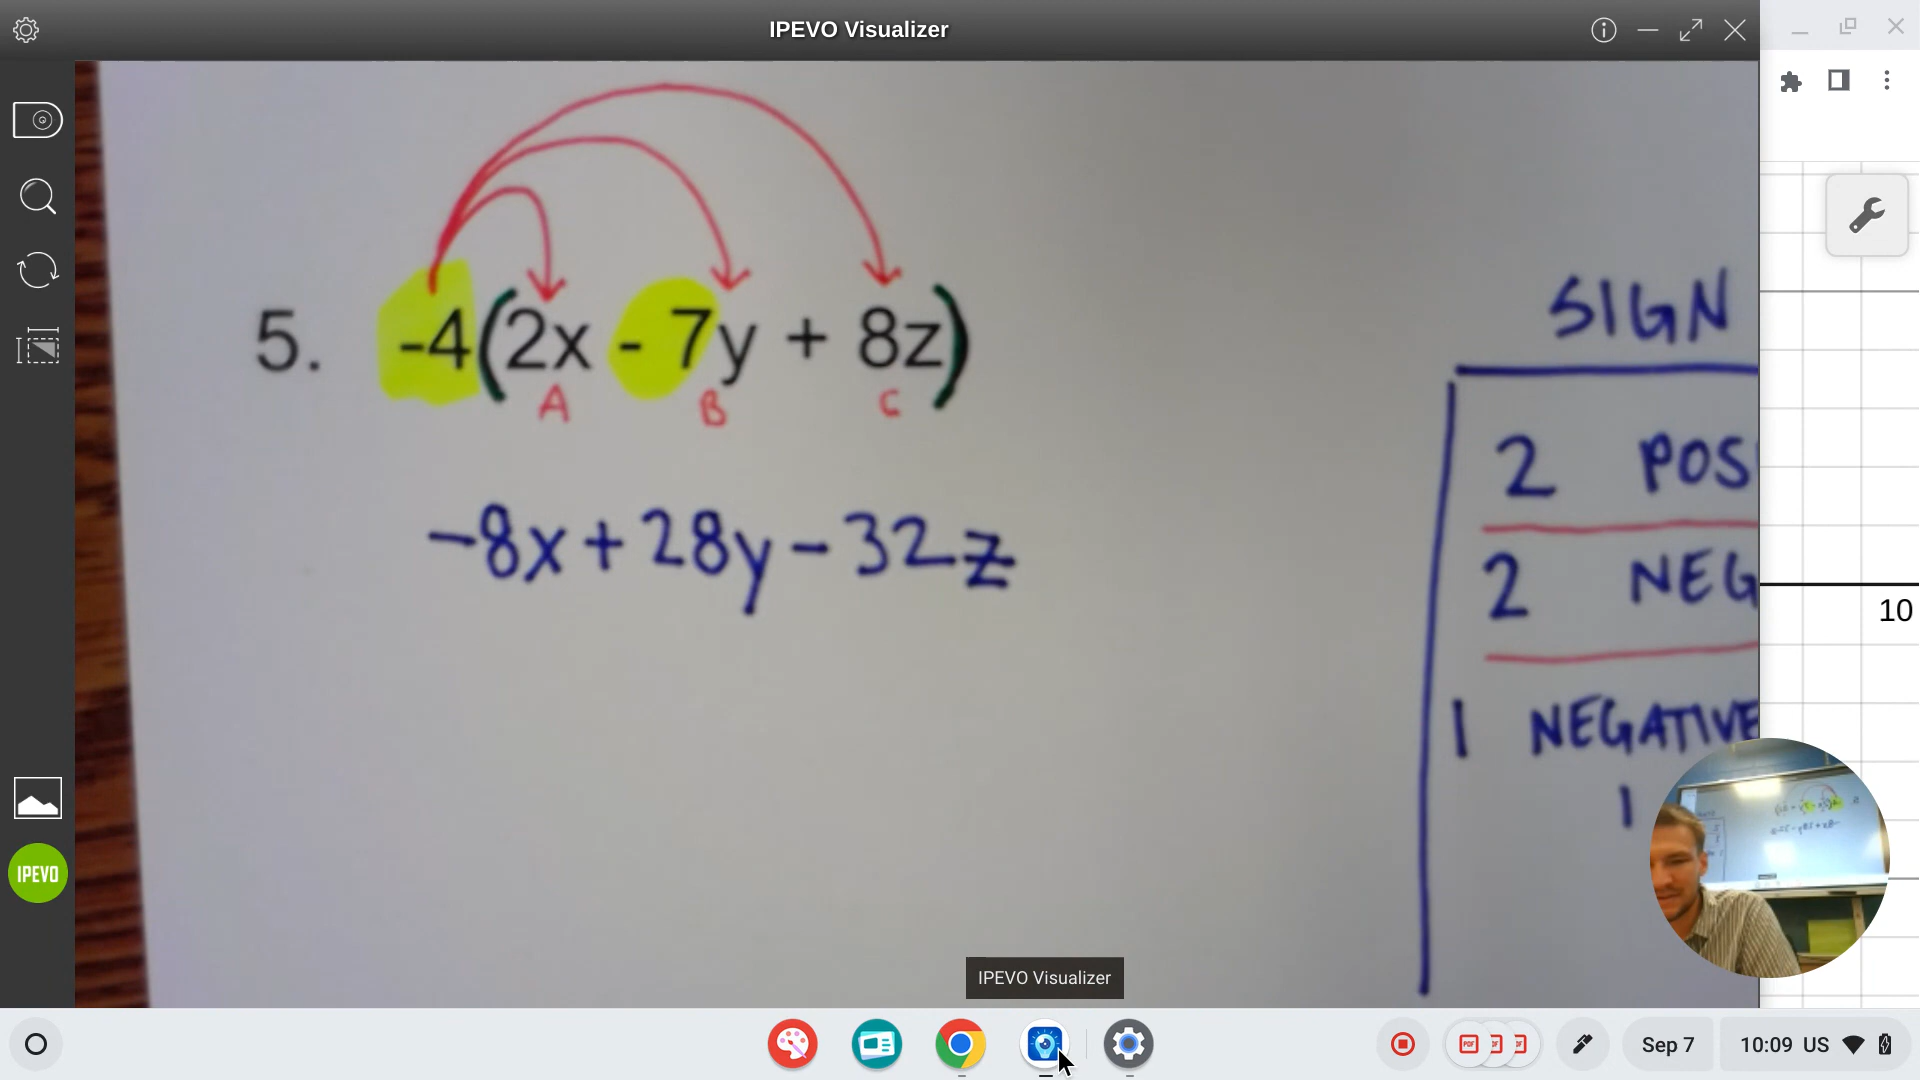 IPEVO Visualizer
5. -4(2x - 7y + 8z)
A B C
-8x + 28y - 32z
SIGN
2 POS
2 NEG
1 NEGATIVE
1
10
IPEVO
IPEVO Visualizer
PDF
Sep 7 10:09 US